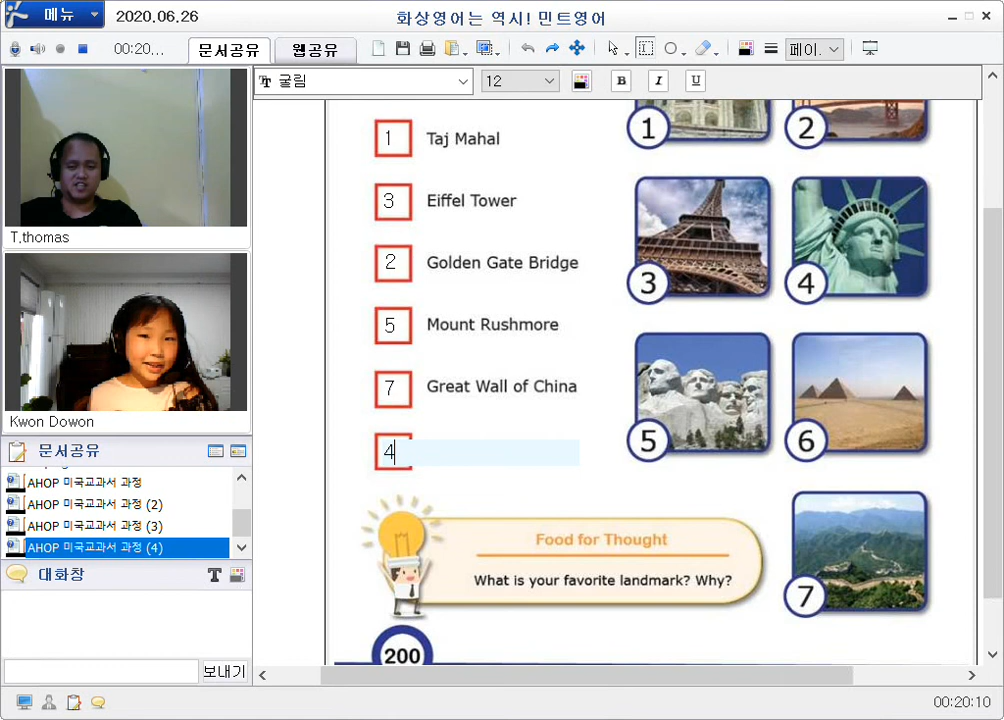 메뉴 2020.06.26 화상영어는 역시! 민트영어
00:20... 문서공유 웹공유 페이.
굴림 12 B I U
T.thomas
Kwon Dowon
문서공유
AHOP 미국교과서 과정
AHOP 미국교과서 과정 (2)
AHOP 미국교과서 과정 (3)
AHOP 미국교과서 과정 (4)
대화창 T
보내기
1 Taj Mahal
3 Eiffel Tower
2 Golden Gate Bridge
5 Mount Rushmore
7 Great Wall of China
4
1 2
3 4
5 6
7
Food for Thought
What is your favorite landmark? Why?
200
00:20:10